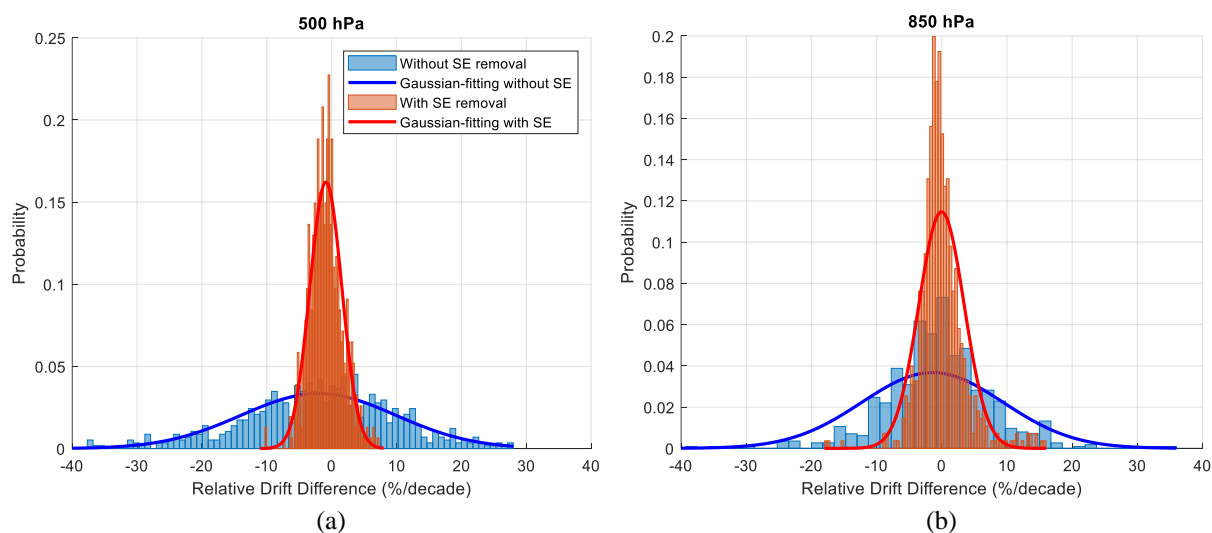 500 hPa
0.25
0.2
0.15
0.1
0.05
0
Probability
-40
-30
-20
-10
0
10
20
30
40
Relative Drift Difference (%/decade)
Without SE removal
Gaussian-fitting without SE
With SE removal
Gaussian-fitting with SE
(a)
850 hPa
0.2
0.18
0.16
0.14
0.12
0.1
0.08
0.06
0.04
0.02
0
Probability
-40
-30
-20
-10
0
10
20
30
40
Relative Drift Difference (%/decade)
(b)